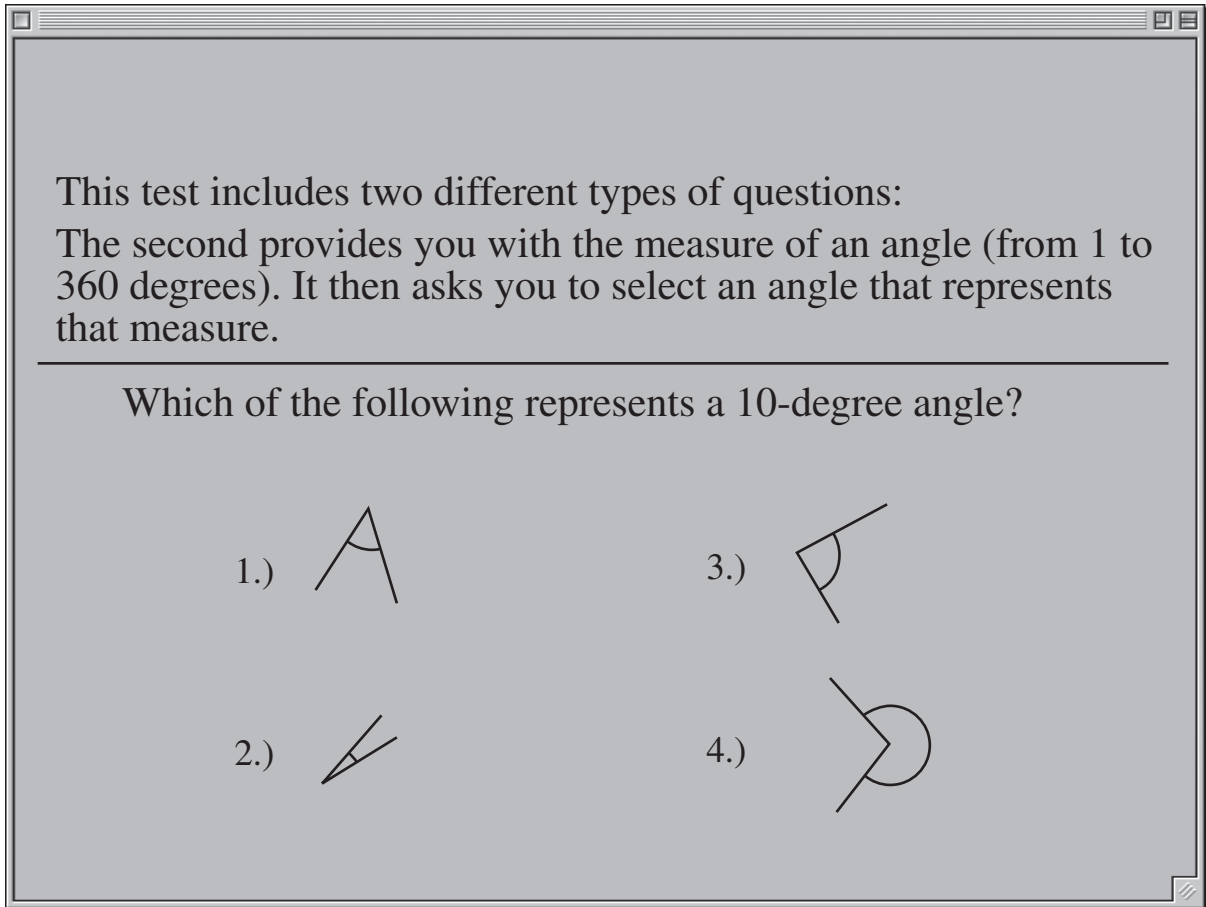 This test includes two different types of questions:
The second provides you with the measure of an angle (from 1 to
360 degrees). It then asks you to select an angle that represents
that measure.
Which of the following represents a 10-degree angle?
1.)
2.)
3.)
4.)